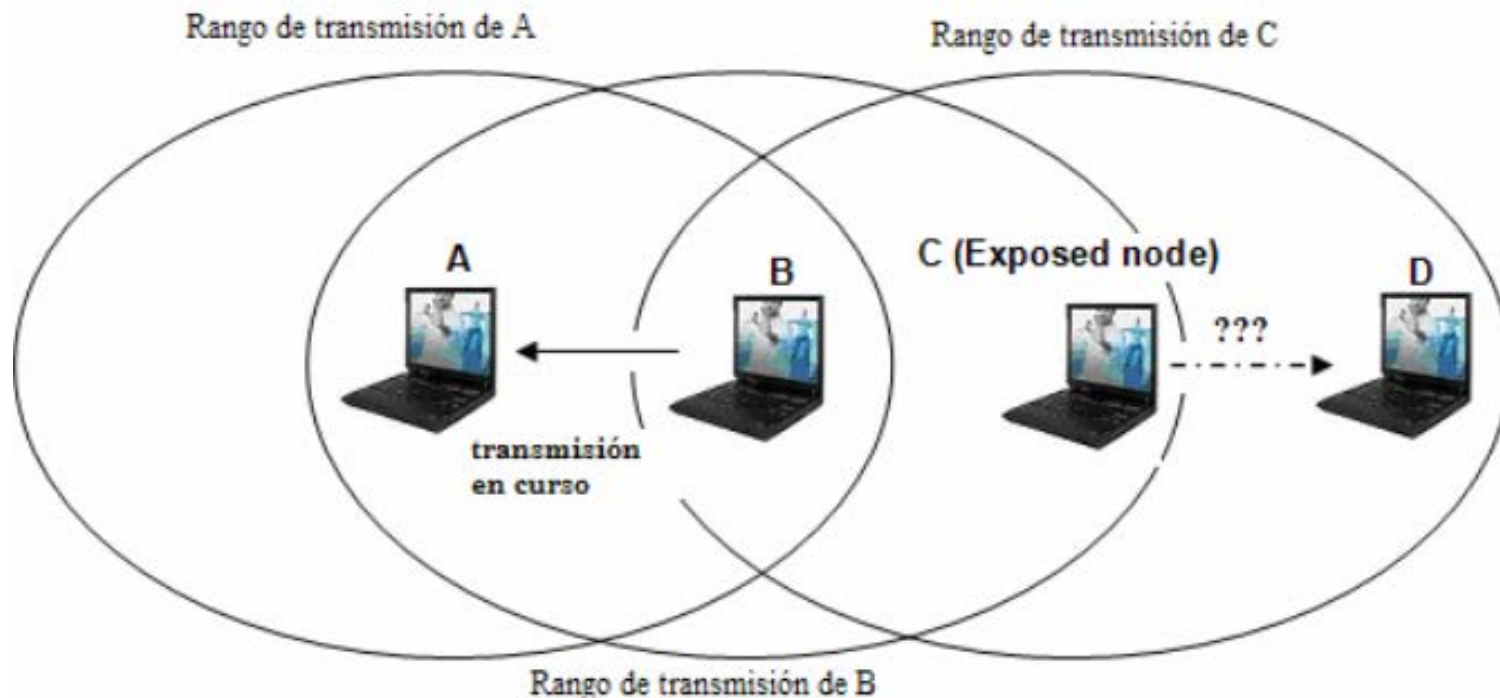 Rango de transmisión de A
Rango de transmisión de C
A
B
C (Exposed node)
D
???
transmisión
en curso
Rango de transmisión de B